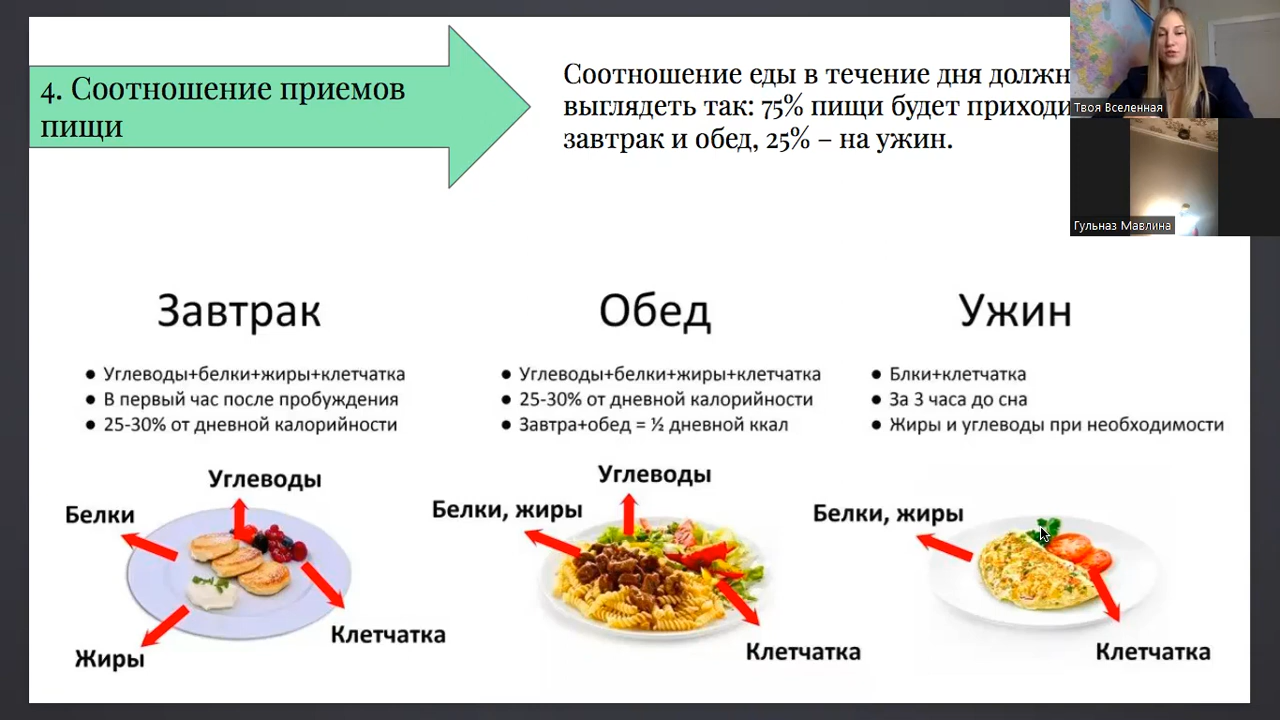 4. Соотношение приемов
пищи
Соотношение еды в течение дня должн
выглядеть так: 75% пищи будет приходи
завтрак и обед, 25% – на ужин.
Твоя Вселенная
Гульназ Мавлина
Завтрак
● Углеводы+белки+жиры+клетчатка
● В первый час после пробуждения
● 25-30% от дневной калорийности
Обед
● Углеводы+белки+жиры+клетчатка
● 25-30% от дневной калорийности
● Завтра+обед = ½ дневной ккал
Ужин
● Блки+клетчатка
● За 3 часа до сна
● Жиры и углеводы при необходимости
Углеводы
Белки
Жиры
Клетчатка
Углеводы
Белки, жиры
Клетчатка
Белки, жиры
Клетчатка